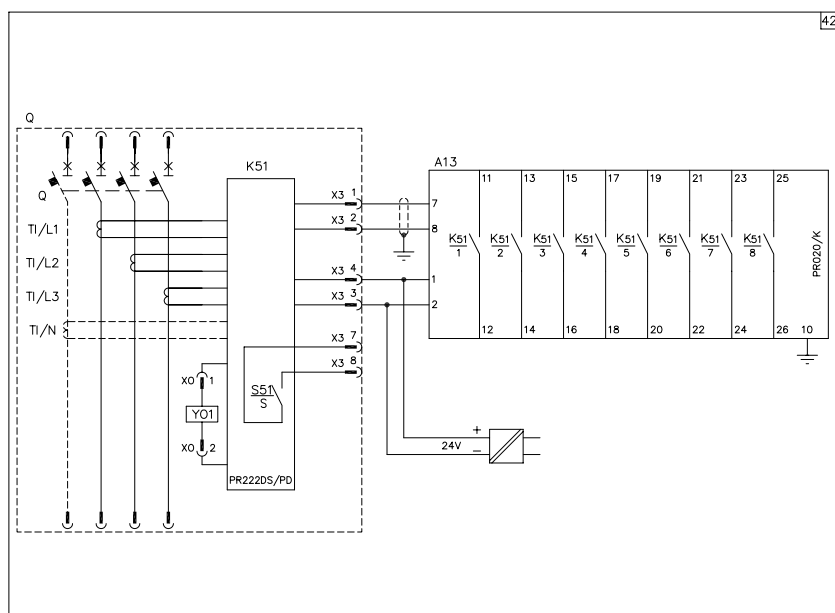 42
Q
K51
A13
11 13 15 17 19 21 23 25
Q
X3 1
7
TI/L1
X3 2
8
K51 K51 K51 K51 K51 K51 K51 K51
1 2 3 4 5 6 7 8
PR020/K
TI/L2
X3 4
1
TI/L3
X3 3
2
TI/N
12 14 16 18 20 22 24 26 10
X3 7
X3 8
X0 1
S51
S
Y01
X0 2
+
24V
–
PR222DS/PD